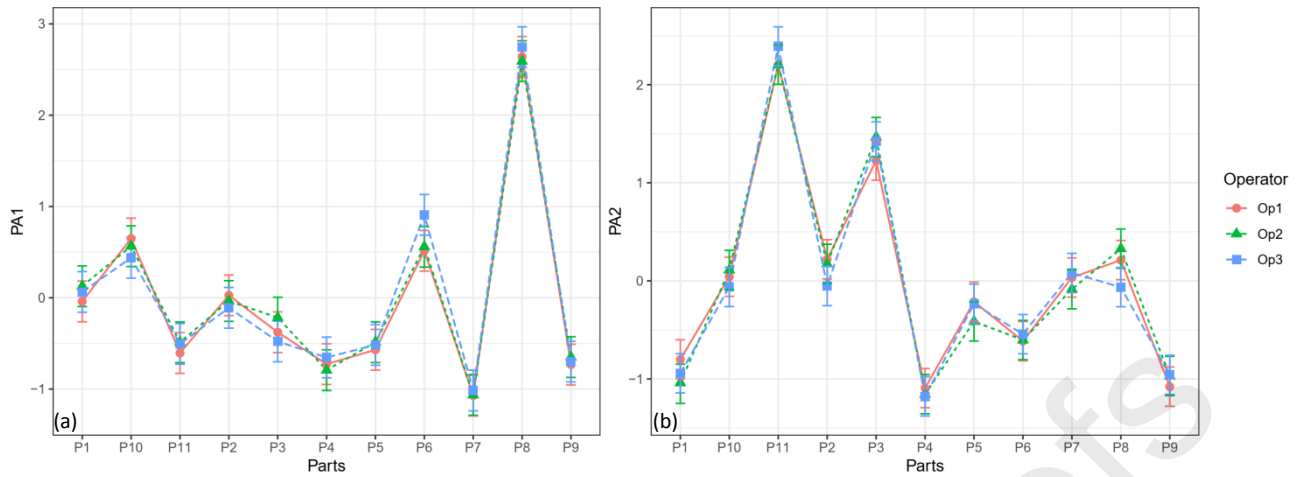 3
2
1
0
−1
PA1
(a)
P1 P10 P11 P2 P3 P4 P5 P6 P7 P8 P9
Parts
2
1
0
−1
PA2
(b)
P1 P10 P11 P2 P3 P4 P5 P6 P7 P8 P9
Parts
Operator
Op1
Op2
Op3
efs